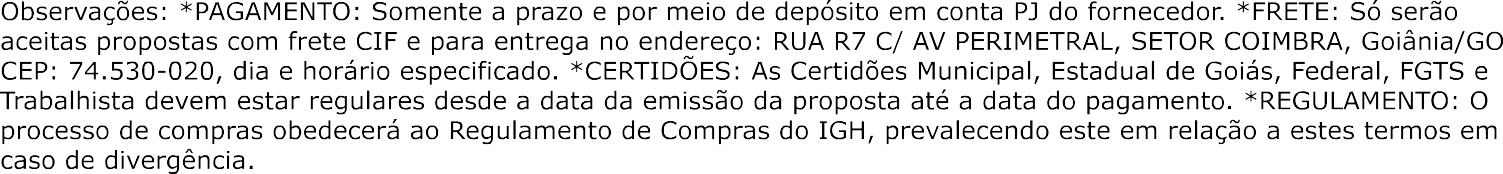 Observações: *PAGAMENTO: Somente a prazo e por meio de depósito em conta PJ do fornecedor. *FRETE: Só serão
aceitas propostas com frete CIF e para entrega no endereço: RUA R7 C/ AV PERIMETRAL, SETOR COIMBRA, Goiânia/GO
CEP: 74.530-020, dia e horário especificado. *CERTIDÕES: As Certidões Municipal, Estadual de Goiás, Federal, FGTS e
Trabalhista devem estar regulares desde a data da emissão da proposta até a data do pagamento. *REGULAMENTO: O
processo de compras obedecerá ao Regulamento de Compras do IGH, prevalecendo este em relação a estes termos em
caso de divergência.